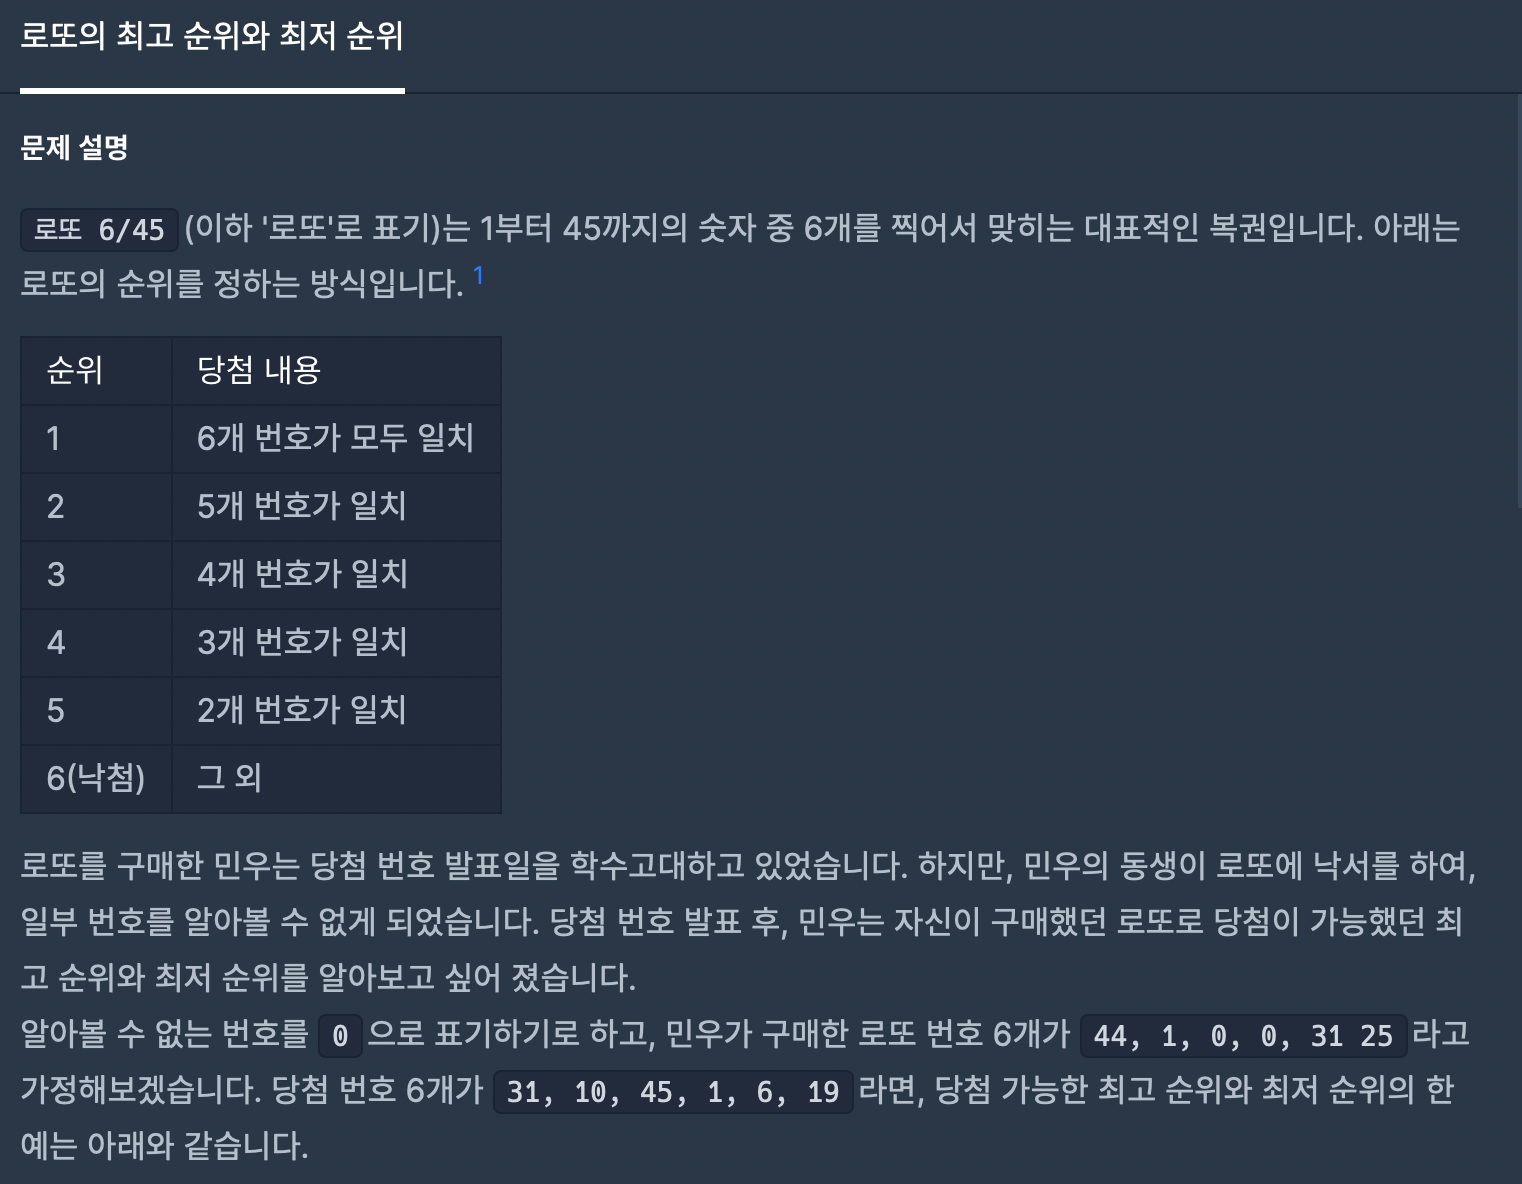 로또의 최고 순위와 최저 순위
문제 설명
로또 6/45 (이하 '로또'로 표기)는 1부터 45까지의 숫자 중 6개를 찍어서 맞히는 대표적인 복권입니다. 아래는
로또의 순위를 정하는 방식입니다. 1
순위 당첨 내용
1 6개 번호가 모두 일치
2 5개 번호가 일치
3 4개 번호가 일치
4 3개 번호가 일치
5 2개 번호가 일치
6(낙첨) 그 외
로또를 구매한 민우는 당첨 번호 발표일을 학수고대하고 있었습니다. 하지만, 민우의 동생이 로또에 낙서를 하여,
일부 번호를 알아볼 수 없게 되었습니다. 당첨 번호 발표 후, 민우는 자신이 구매했던 로또로 당첨이 가능했던 최
고 순위와 최저 순위를 알아보고 싶어 졌습니다.
알아볼 수 없는 번호를 0 으로 표기하기로 하고, 민우가 구매한 로또 번호 6개가 44, 1, 0, 0, 31 25 라고
가정해보겠습니다. 당첨 번호 6개가 31, 10, 45, 1, 6, 19 라면, 당첨 가능한 최고 순위와 최저 순위의 한
예는 아래와 같습니다.